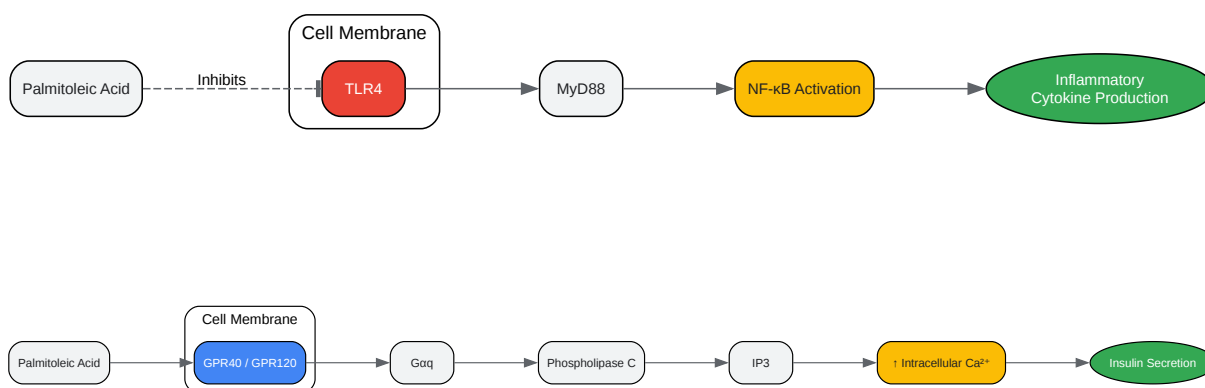 Cell Membrane
Palmitoleic Acid
Inhibits
TLR4
MyD88
NF-κB Activation
Inflammatory
Cytokine Production
Cell Membrane
Palmitoleic Acid
GPR40 / GPR120
Gαq
Phospholipase C
IP3
↑ Intracellular Ca²⁺
Insulin Secretion